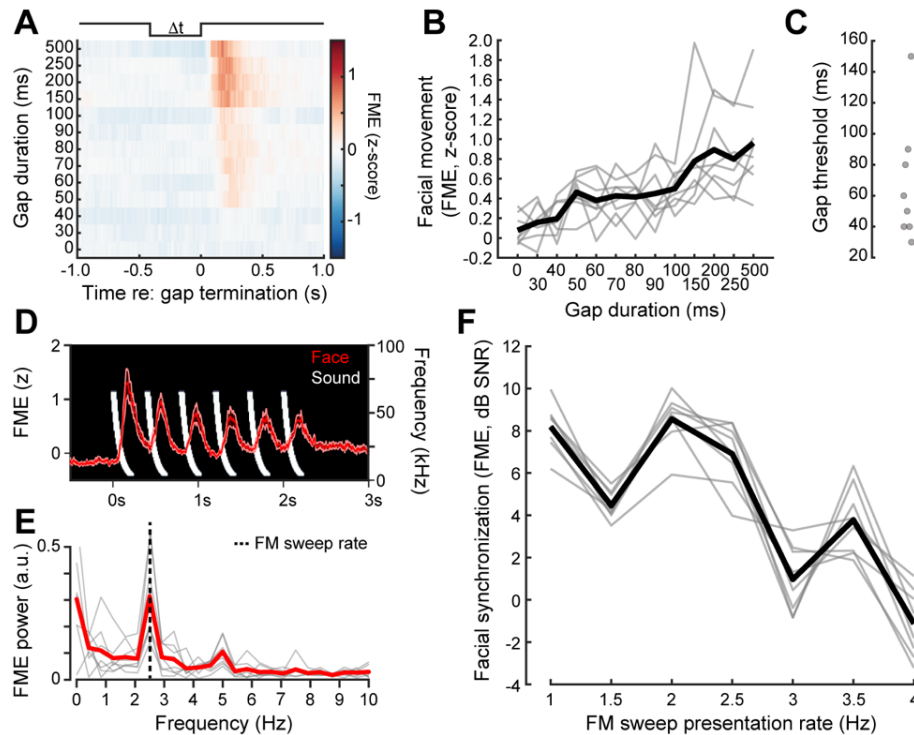 A
Δt
Gap duration (ms)
500
250
200
150
100
90
80
70
60
50
40
30
0
-1.0 -0.5 0 0.5 1.0
Time re: gap termination (s)
1
0
-1
FME (z-score)
B
Facial movement
(FME, z-score)
2.0
1.8
1.6
1.4
1.2
1.0
0.8
0.6
0.4
0.2
0
-0.2
0 40 60 80 100 200 500
30 50 70 90 150 250
Gap duration (ms)
C
Gap threshold (ms)
160
140
120
100
80
60
40
20
D
FME (z)
2
1
0
Face
Sound
100
50
0
Frequency
(kHz)
0s 1s 2s 3s
E
FME power (a.u.)
0.5
0
FM sweep rate
0 1 2 3 4 5 6 7 8 9 10
Frequency (Hz)
F
Facial synchronization (FME, dB SNR)
12
10
8
6
4
2
0
-2
-4
1 1.5 2 2.5 3 3.5 4
FM sweep presentation rate (Hz)